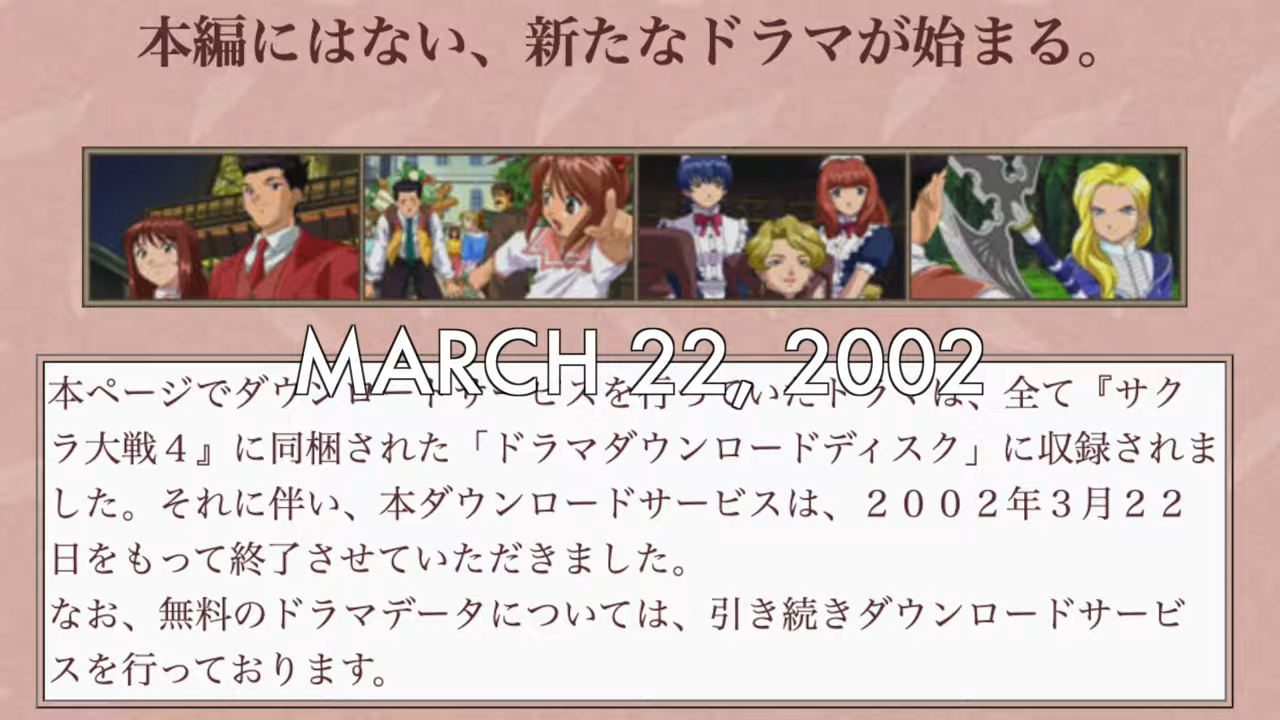 本編にはない、新たなドラマが始まる。
MARCH 22, 2002
本ページでダウンロードサービスを行っていたドラマは、全て『サク
ラ大戦４』に同梱された「ドラマダウンロードディスク」に収録されま
した。それに伴い、本ダウンロードサービスは、２００２年３月２２
日をもって終了させていただきました。
なお、無料のドラマデータについては、引き続きダウンロードサービ
スを行っております。